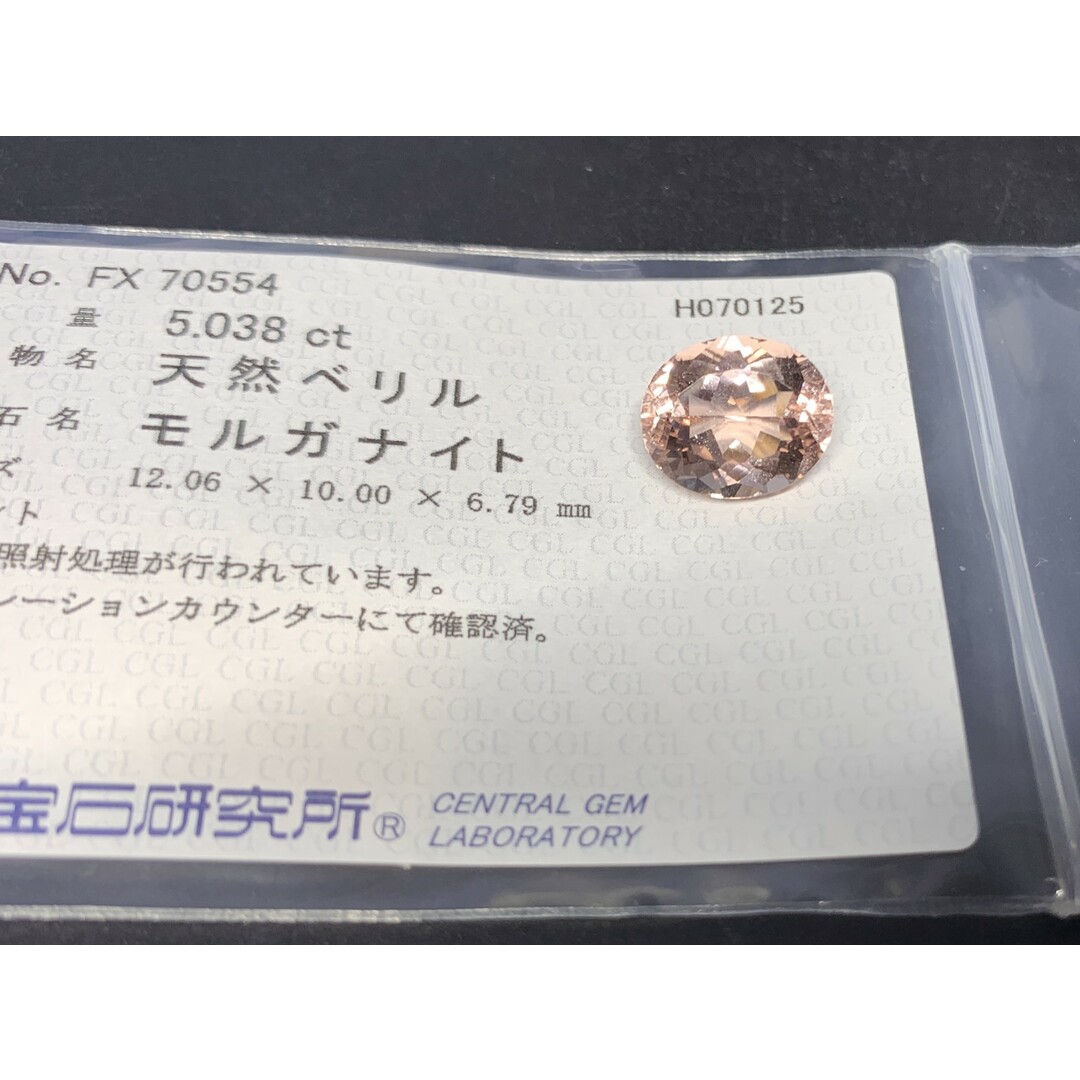 No. FX 70554
H070125
量 5.038 ct
物名 天然ベリル
石名 モルガナイト
ズ 12.06 × 10.00 × 6.79 mm
ント
照射処理が行われています。
レーションカウンターにて確認済。
宝石研究所® CENTRAL GEM
LABORATORY